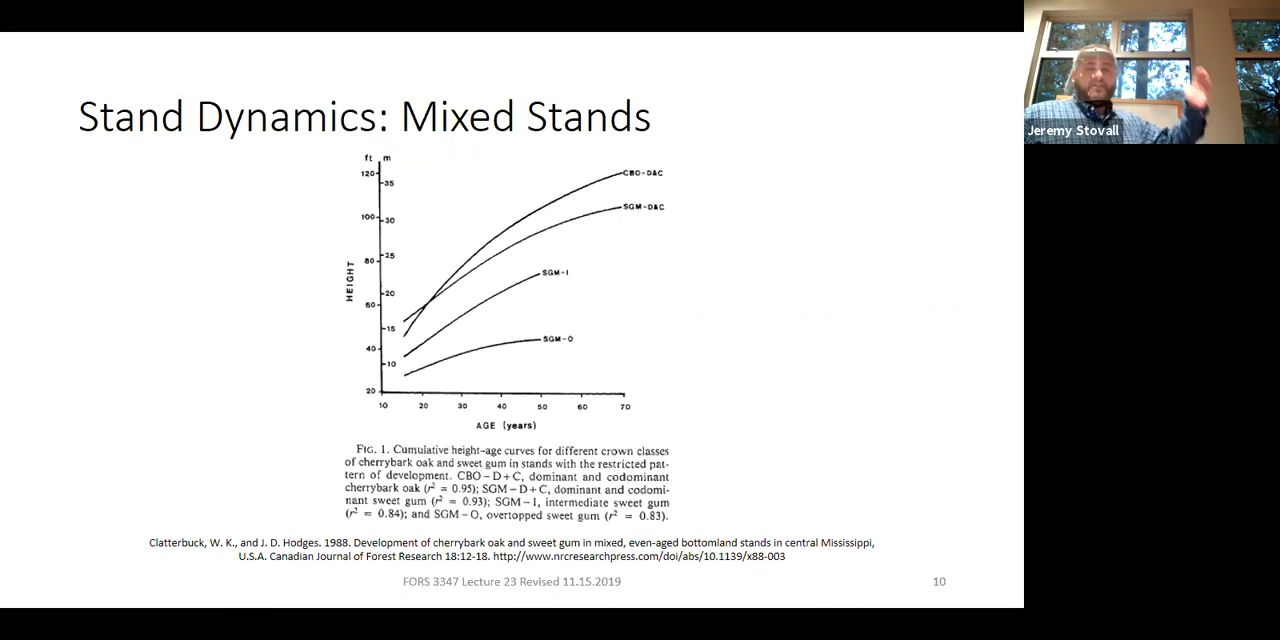 Stand Dynamics: Mixed Stands
Jeremy Stovall
ft m
120
35
100
30
80
25
20
60
15
40
10
20
HEIGHT
CBO-D&C
SGM-D&C
SGM-I
SGM-O
10 20 30 40 50 60 70
AGE (years)
FIG. 1. Cumulative height-age curves for different crown classes
of cherrybark oak and sweet gum in stands with the restricted pat-
tern of development. CBO – D + C, dominant and codominant
cherrybark oak (r² = 0.95); SGM – D + C, dominant and codomi-
nant sweet gum (r² = 0.93); SGM – I, intermediate sweet gum
(r² = 0.84); and SGM – O, overtopped sweet gum (r² = 0.83).
Clatterbuck, W. K., and J. D. Hodges. 1988. Development of cherrybark oak and sweet gum in mixed, even-aged bottomland stands in central Mississippi,
U.S.A. Canadian Journal of Forest Research 18:12-18. http://www.nrcresearchpress.com/doi/abs/10.1139/x88-003
FORS 3347 Lecture 23 Revised 11.15.2019
10